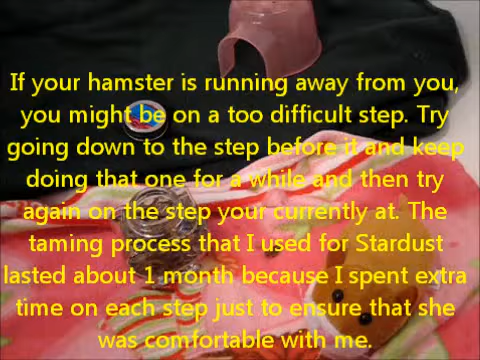 If your hamster is running away from you,
you might be on a too difficult step. Try
going down to the step before it and keep
doing that one for a while and then try
again on the step your currently at. The
taming process that I used for Stardust
lasted about 1 month because I spent extra
time on each step just to ensure that she
was comfortable with me.